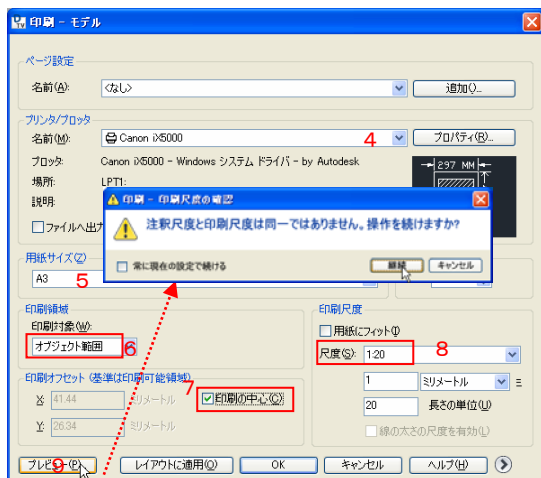 印刷 - モデル
ページ設定
名前(A): <なし> 追加()...
プリンタ/プロッタ
名前(M): Canon iX5000 4 プロパティ(R)...
プロッタ: Canon iX5000 - Windows システム ドライバ - by Autodesk
297 MM
場所: LPT1:
説明:
印刷 - 印刷尺度の確認
注釈尺度と印刷尺度は同一ではありません。操作を続けますか?
常に現在の設定で続ける 継続 キャンセル
ファイルへ出力
用紙サイズ(Z)
A3 5
印刷領域
印刷対象(W):
オブジェクト範囲 6
印刷尺度
用紙にフィット(I)
尺度(S): 1:20 8
1 ミリメートル =
20 長さの単位(U)
線の太さの尺度を有効(L)
印刷オフセット (基準は印刷可能領域)
X: 41.44 ミリメートル 7 印刷の中心(C)
Y: 26.34 ミリメートル
プレビュー(P)... 9 レイアウトに適用(O) OK キャンセル ヘルプ(H)